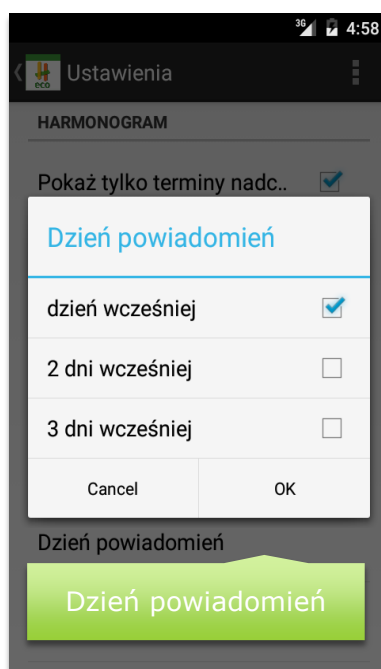 3G 4:58
eco Ustawienia
HARMONOGRAM
Pokaż tylko terminy nadc..
Dzień powiadomień
dzień wcześniej
2 dni wcześniej
3 dni wcześniej
Cancel OK
Dzień powiadomień
Dzień powiadomień